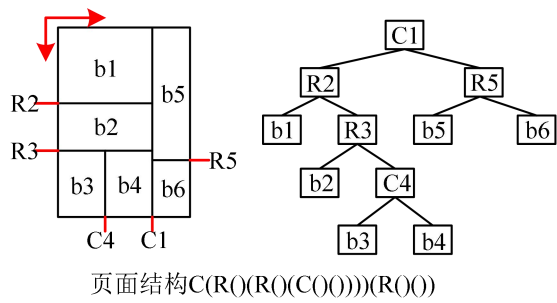 b1
b5
R2
b2
R3
b3
b4
b6
R5
C4
C1
C1
R2
R5
b1
R3
b5
b6
b2
C4
b3
b4
页面结构C(R()(R()(C()())))(R()())